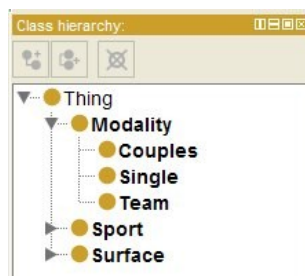 Class hierarchy:
Thing
Modality
Couples
Single
Team
Sport
Surface